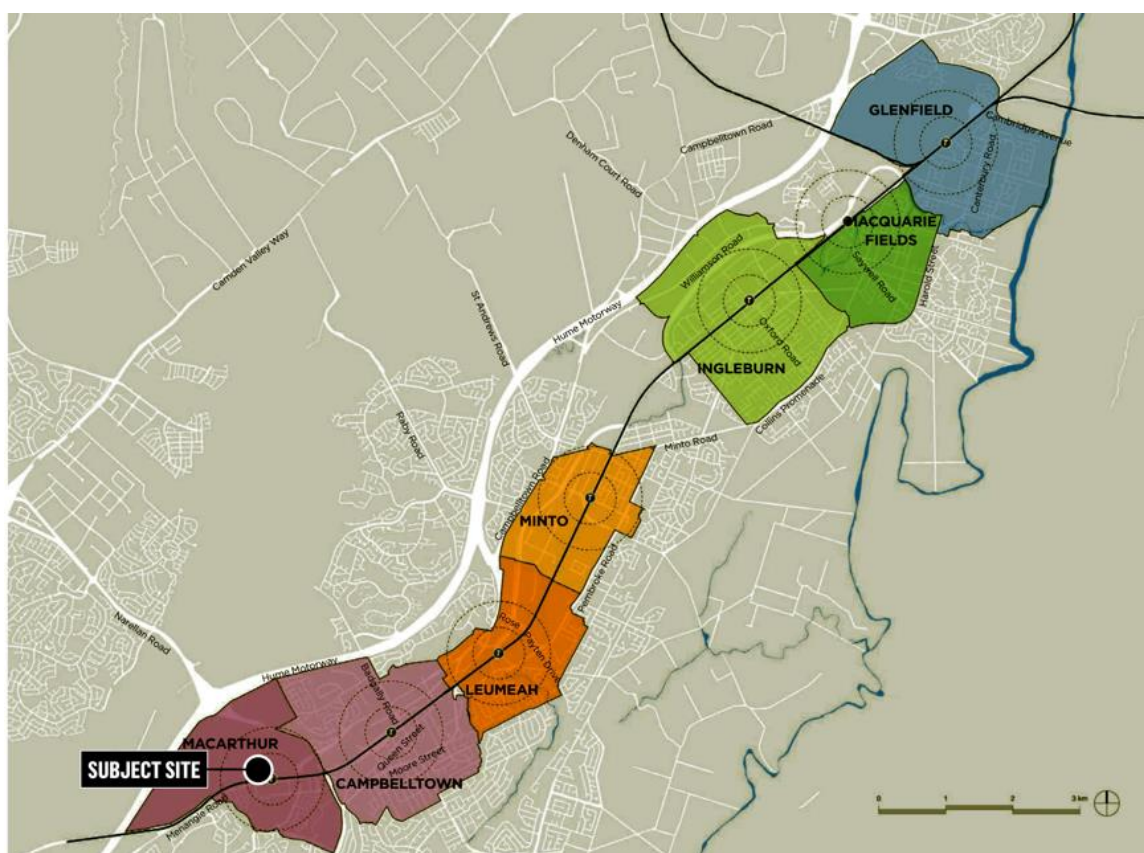 GLENFIELD
Cambridge Avenue
Campbelltown Road
Denham Court Road
Canterbury Road
IACQUARIE
FIELDS
Saywell Road
Harold Street
Camden Valley Way
Williamson Road
St Andrews Road
Hume Motorway
Oxford Road
INGLEBURN
Collins Promenade
Raby Road
Minto Road
Campbelltown Road
MINTO
Pembroke Road
Narellan Road
Rose Payten Drive
Hume Motorway
LEUMEAH
Badgally Road
MACARTHUR
Queen Street
Moore Street
SUBJECT SITE
CAMPBELLTOWN
Menangle Road
0 1 2 3 km